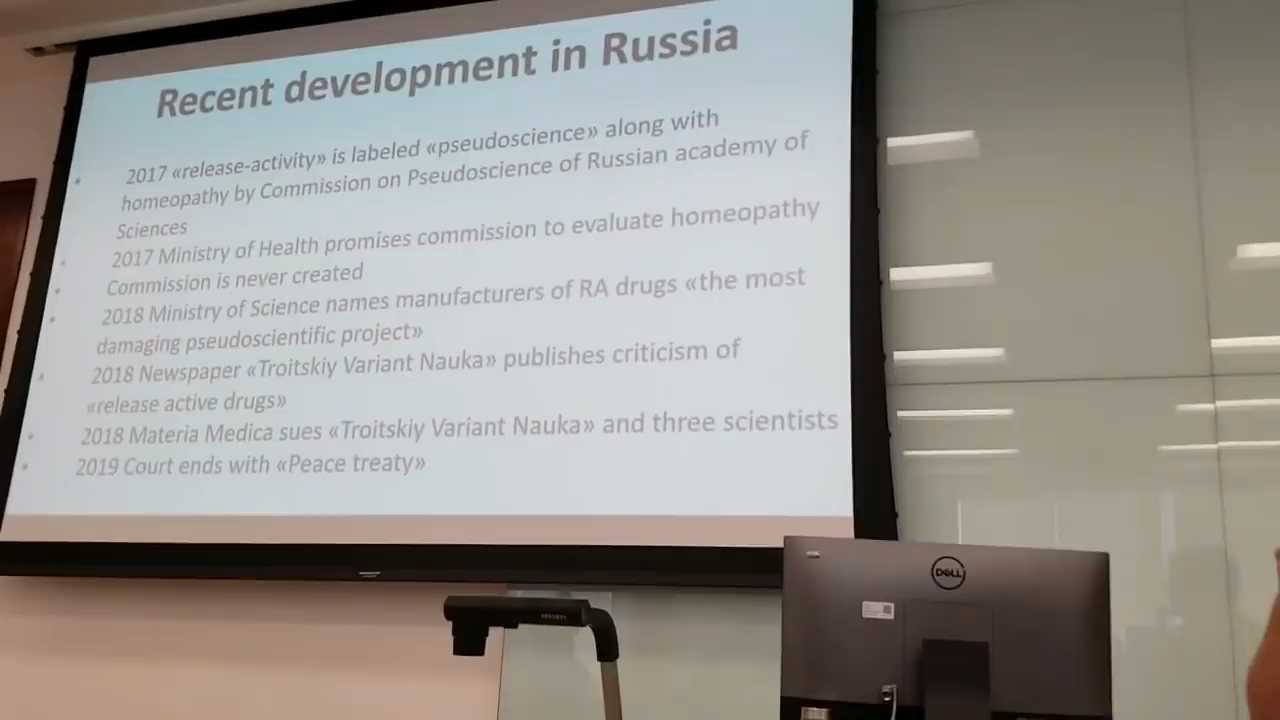 Recent development in Russia
2017 «release-activity» is labeled «pseudoscience» along with
homeopathy by Commission on Pseudoscience of Russian academy of
Sciences
2017 Ministry of Health promises commission to evaluate homeopathy
Commission is never created
2018 Ministry of Science names manufacturers of RA drugs «the most
damaging pseudoscientific project»
2018 Newspaper «Troitskiy Variant Nauka» publishes criticism of
«release active drugs»
2018 Materia Medica sues «Troitskiy Variant Nauka» and three scientists
2019 Court ends with «Peace treaty»
DELL